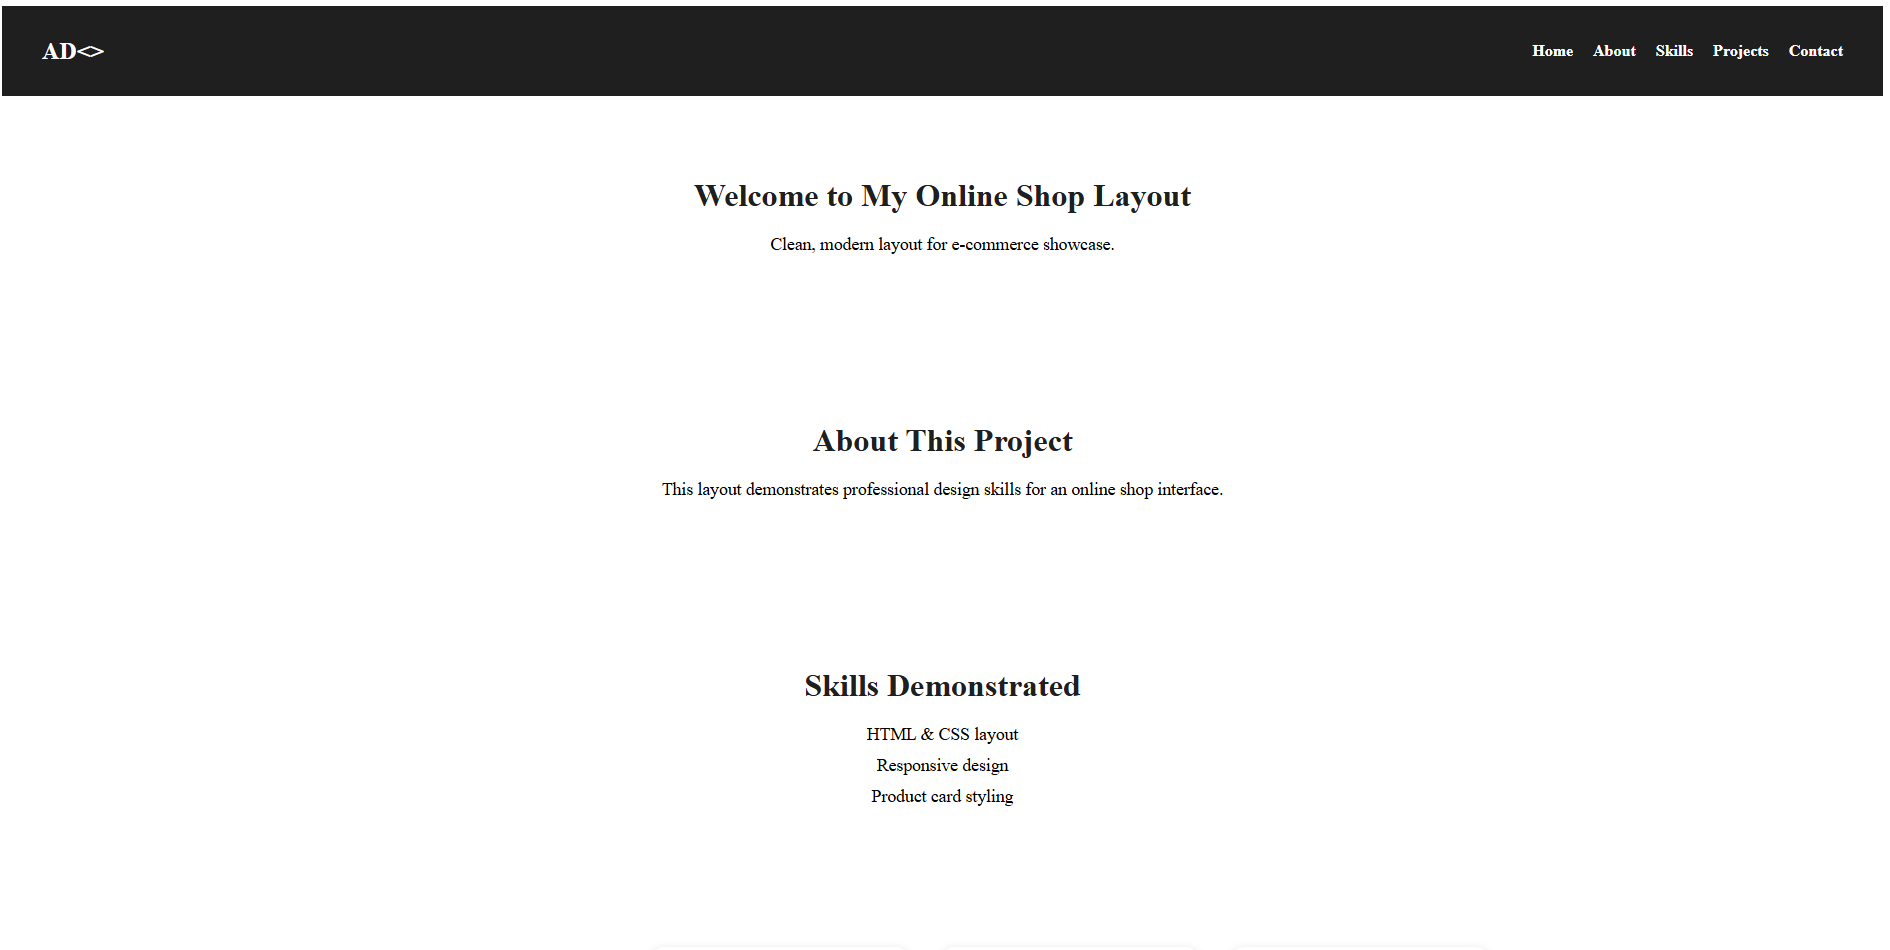 AD<>
Home About Skills Projects Contact
Welcome to My Online Shop Layout
Clean, modern layout for e-commerce showcase.
About This Project
This layout demonstrates professional design skills for an online shop interface.
Skills Demonstrated
HTML & CSS layout
Responsive design
Product card styling